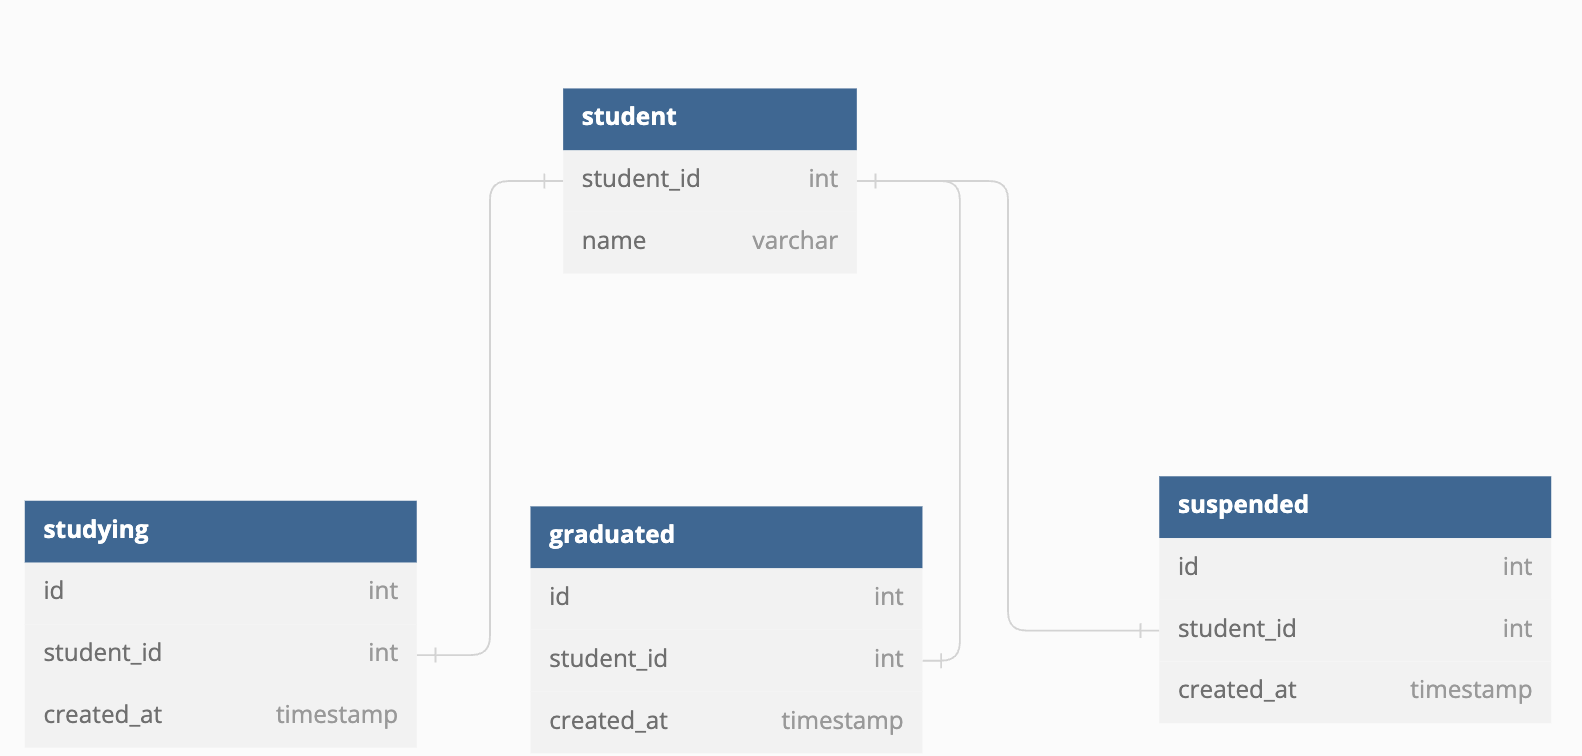 student
student_id int
name varchar
studying
id int
student_id int
created_at timestamp
graduated
id int
student_id int
created_at timestamp
suspended
id int
student_id int
created_at timestamp